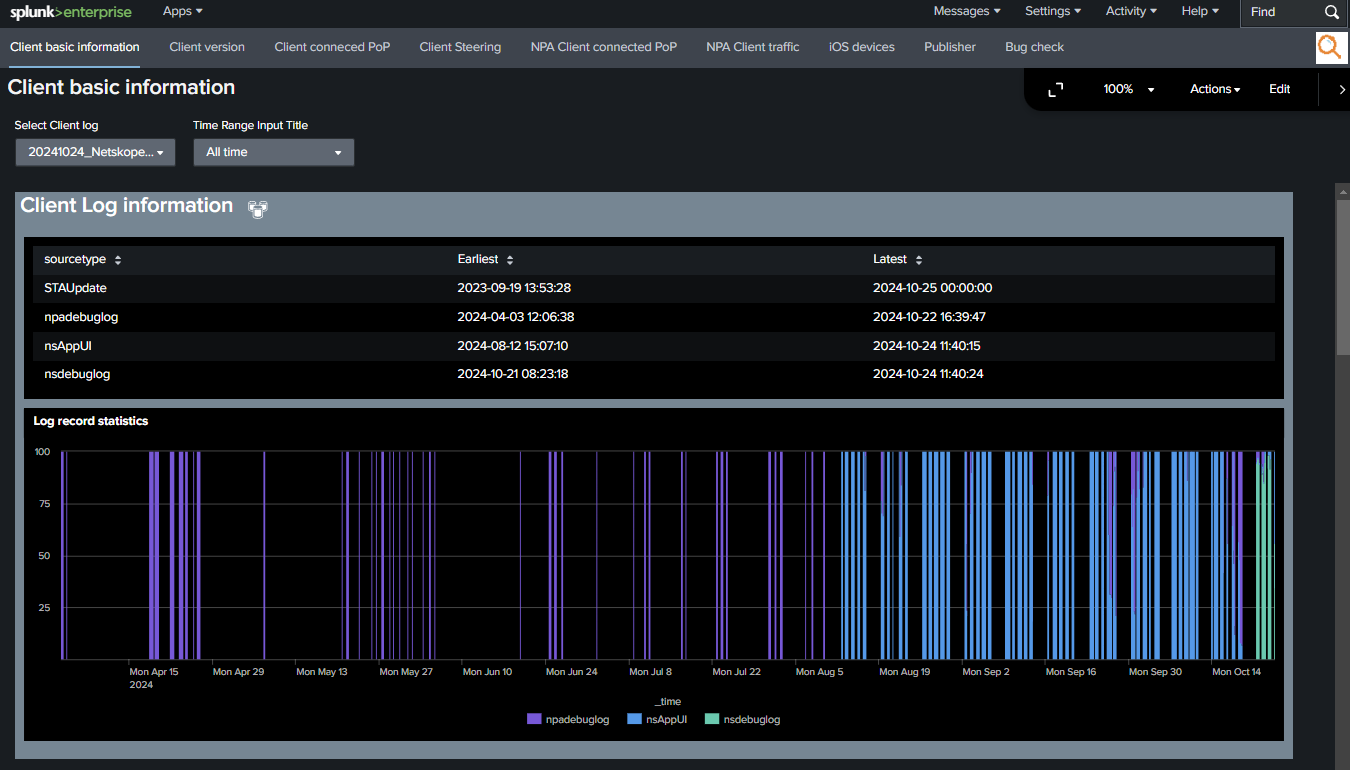 splunk>enterprise Apps Messages Settings Activity Help Find
Client basic information Client version Client conneced PoP Client Steering NPA Client connected PoP NPA Client traffic iOS devices Publisher Bug check
Client basic information
100% Actions Edit
Select Client log Time Range Input Title
20241024_Netskope... All time
Client Log information
sourcetype Earliest Latest
STAUpdate 2023-09-19 13:53:28 2024-10-25 00:00:00
npadebuglog 2024-04-03 12:06:38 2024-10-22 16:39:47
nsAppUI 2024-08-12 15:07:10 2024-10-24 11:40:15
nsdebuglog 2024-10-21 08:23:18 2024-10-24 11:40:24
Log record statistics
100
75
50
25
Mon Apr 15 Mon Apr 29 Mon May 13 Mon May 27 Mon Jun 10 Mon Jun 24 Mon Jul 8 Mon Jul 22 Mon Aug 5 Mon Aug 19 Mon Sep 2 Mon Sep 16 Mon Sep 30 Mon Oct 14
2024
_time
npadebuglog nsAppUI nsdebuglog